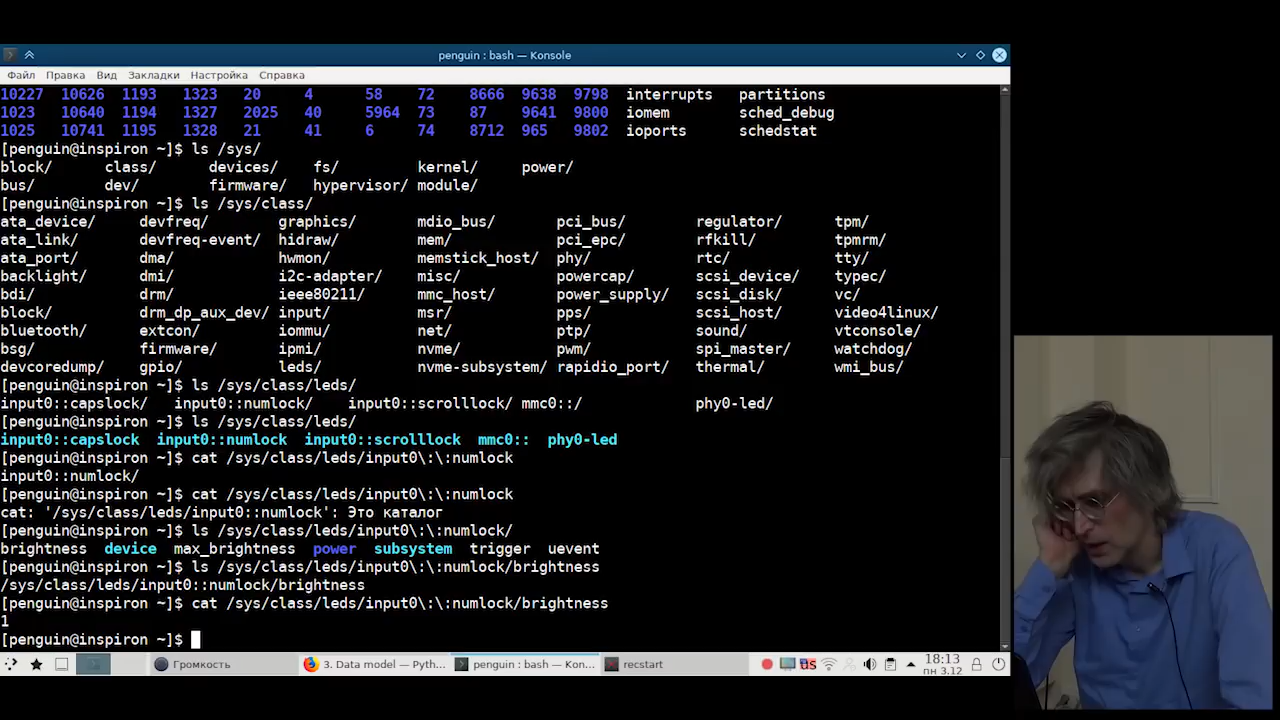 penguin : bash — Konsole
Файл Правка Вид Закладки Настройка Справка
10227 10626 1193 1323 20 4 58 72 8666 9638 9798 interrupts partitions
1023 10640 1194 1327 2025 40 5964 73 87 9641 9800 iomem sched_debug
1025 10741 1195 1328 21 41 6 74 8712 965 9802 ioports schedstat
[penguin@inspiron ~]$ ls /sys/
block/ class/ devices/ fs/ kernel/ power/
bus/ dev/ firmware/ hypervisor/ module/
[penguin@inspiron ~]$ ls /sys/class/
ata_device/ devfreq/ graphics/ mdio_bus/ pci_bus/ regulator/ tpm/
ata_link/ devfreq-event/ hidraw/ mem/ pci_epc/ rfkill/ tpmrm/
ata_port/ dma/ hwmon/ memstick_host/ phy/ rtc/ tty/
backlight/ dmi/ i2c-adapter/ misc/ powercap/ scsi_device/ typec/
bdi/ drm/ ieee80211/ mmc_host/ power_supply/ scsi_disk/ vc/
block/ drm_dp_aux_dev/ input/ msr/ pps/ scsi_host/ video4linux/
bluetooth/ extcon/ iommu/ net/ ptp/ sound/ vtconsole/
bsg/ firmware/ ipmi/ nvme/ pwm/ spi_master/ watchdog/
devcoredump/ gpio/ leds/ nvme-subsystem/ rapidio_port/ thermal/ wmi_bus/
[penguin@inspiron ~]$ ls /sys/class/leds/
input0::capslock/ input0::numlock/ input0::scrolllock/ mmc0::/ phy0-led/
[penguin@inspiron ~]$ ls /sys/class/leds/
input0::capslock input0::numlock input0::scrolllock mmc0:: phy0-led
[penguin@inspiron ~]$ cat /sys/class/leds/input0\:\:numlock
input0::numlock/
[penguin@inspiron ~]$ cat /sys/class/leds/input0\:\:numlock
cat: '/sys/class/leds/input0::numlock': Это каталог
[penguin@inspiron ~]$ ls /sys/class/leds/input0\:\:numlock/
brightness device max_brightness power subsystem trigger uevent
[penguin@inspiron ~]$ ls /sys/class/leds/input0\:\:numlock/brightness
/sys/class/leds/input0::numlock/brightness
[penguin@inspiron ~]$ cat /sys/class/leds/input0\:\:numlock/brightness
1
[penguin@inspiron ~]$
Громкость 3. Data model — Pyth... penguin : bash — Kon... recstart US 18:13
пн 3.12